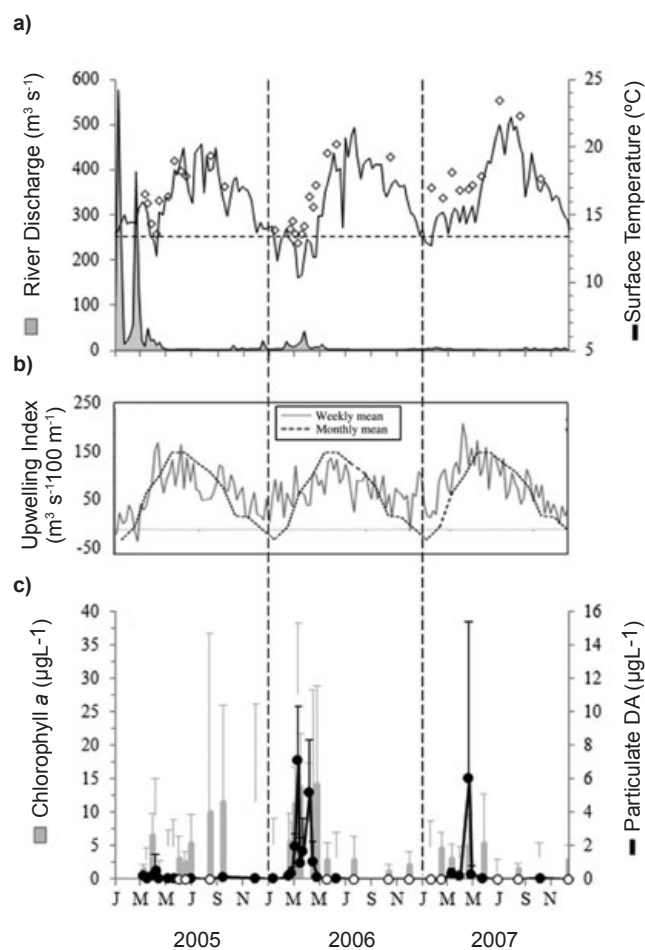 a)
River Discharge (m³ s⁻¹)
600
500
400
300
200
100
0
25
20
15
10
5
Surface Temperature (ºC)
b)
Upwelling Index
(m³ s⁻¹100 m⁻¹)
250
150
50
-50
Weekly mean
Monthly mean
c)
Chlorophyll a (µgL-1)
40
35
30
25
20
15
10
5
0
16
14
12
10
8
6
4
2
0
Particulate DA (µgL-1)
J M M J S N J M M J S N J M M J S N
2005 2006 2007